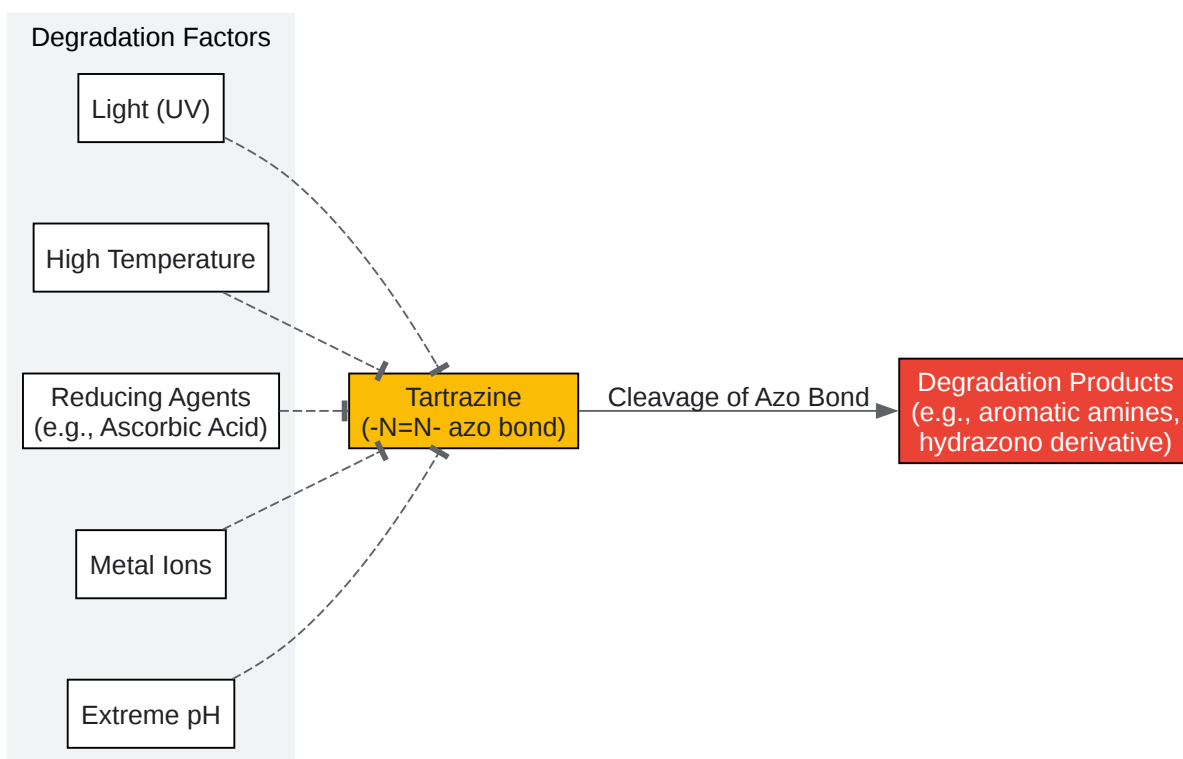 Degradation Factors
Light (UV)
High Temperature
Reducing Agents
(e.g., Ascorbic Acid)
Metal Ions
Extreme pH
Tartrazine
(-N=N- azo bond)
Cleavage of Azo Bond
Degradation Products
(e.g., aromatic amines,
hydrazono derivative)